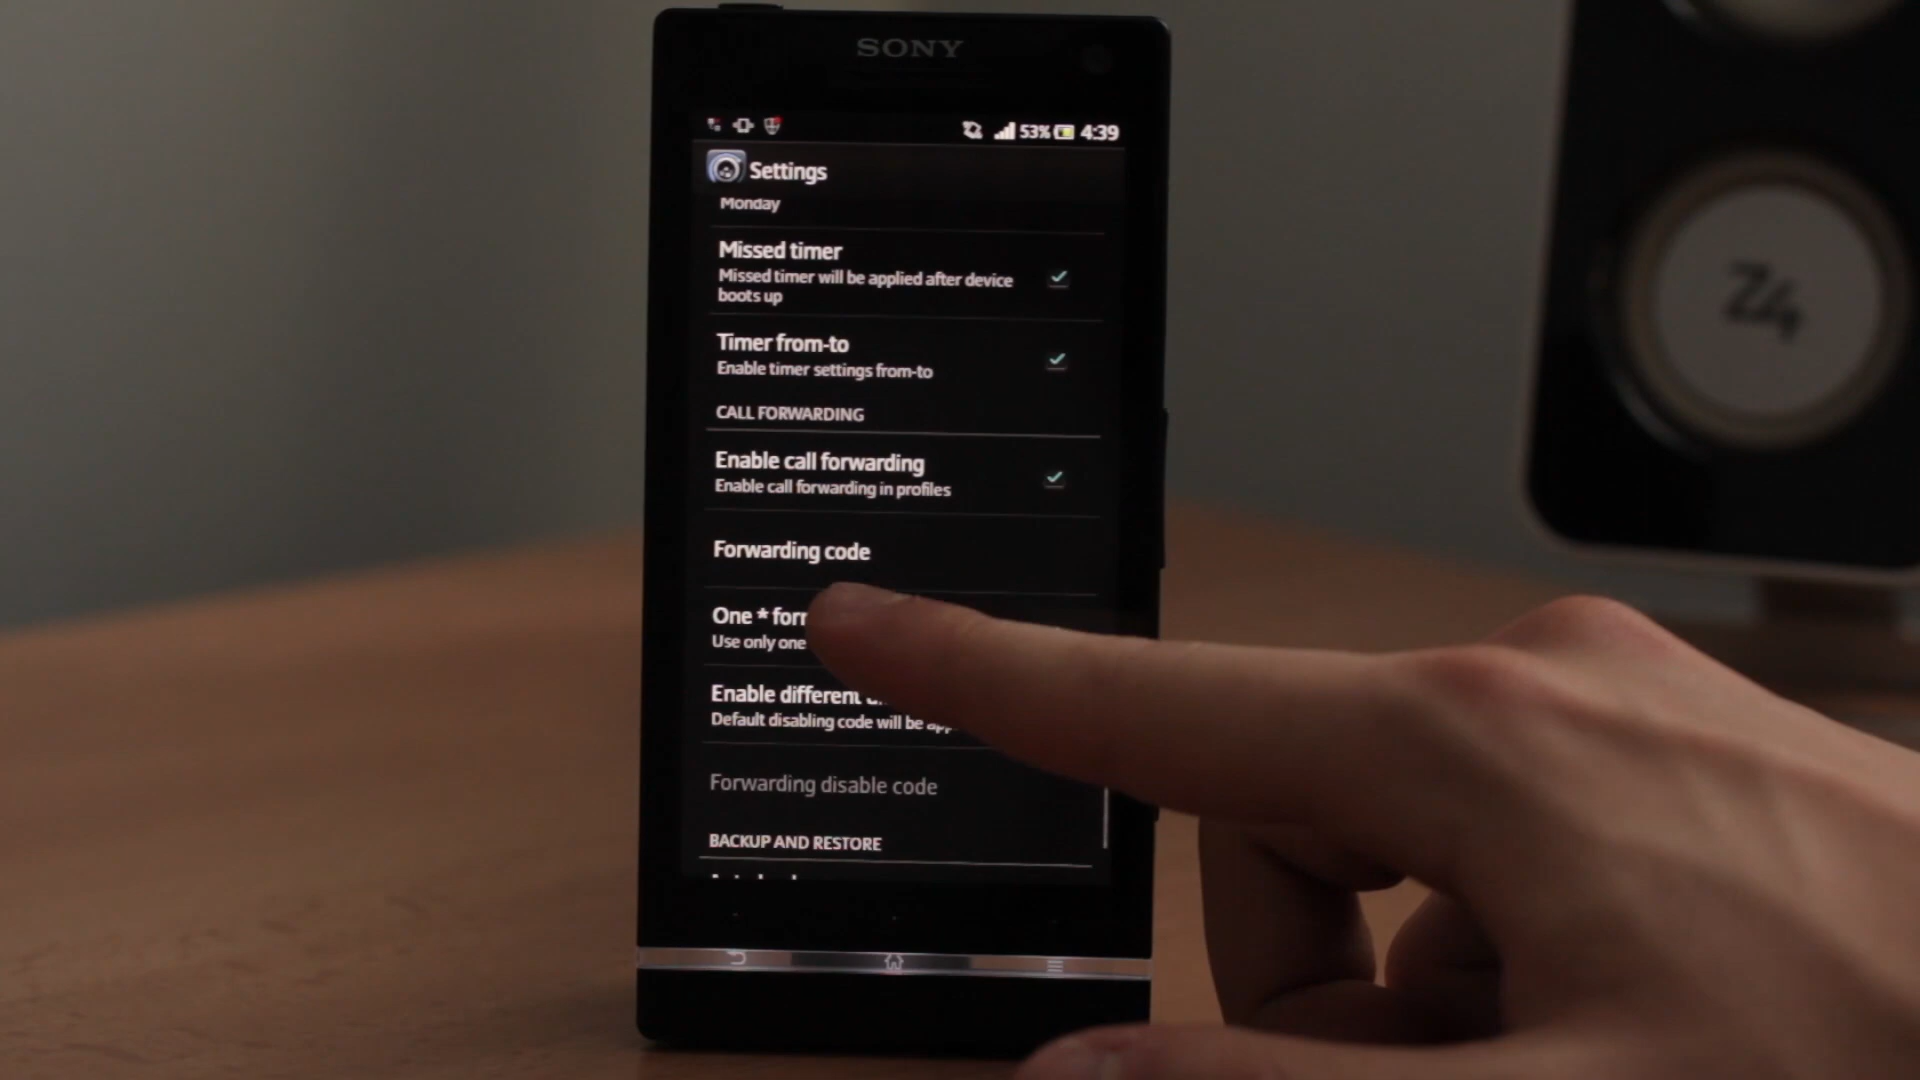 SONY
53% 4:39
Settings
Monday
Missed timer
Missed timer will be applied after device
boots up
Timer from-to
Enable timer settings from-to
CALL FORWARDING
Enable call forwarding
Enable call forwarding in profiles
Forwarding code
One *
Use only one
Enable different
Default disabling code will be
Forwarding disable code
BACKUP AND RESTORE
Z4